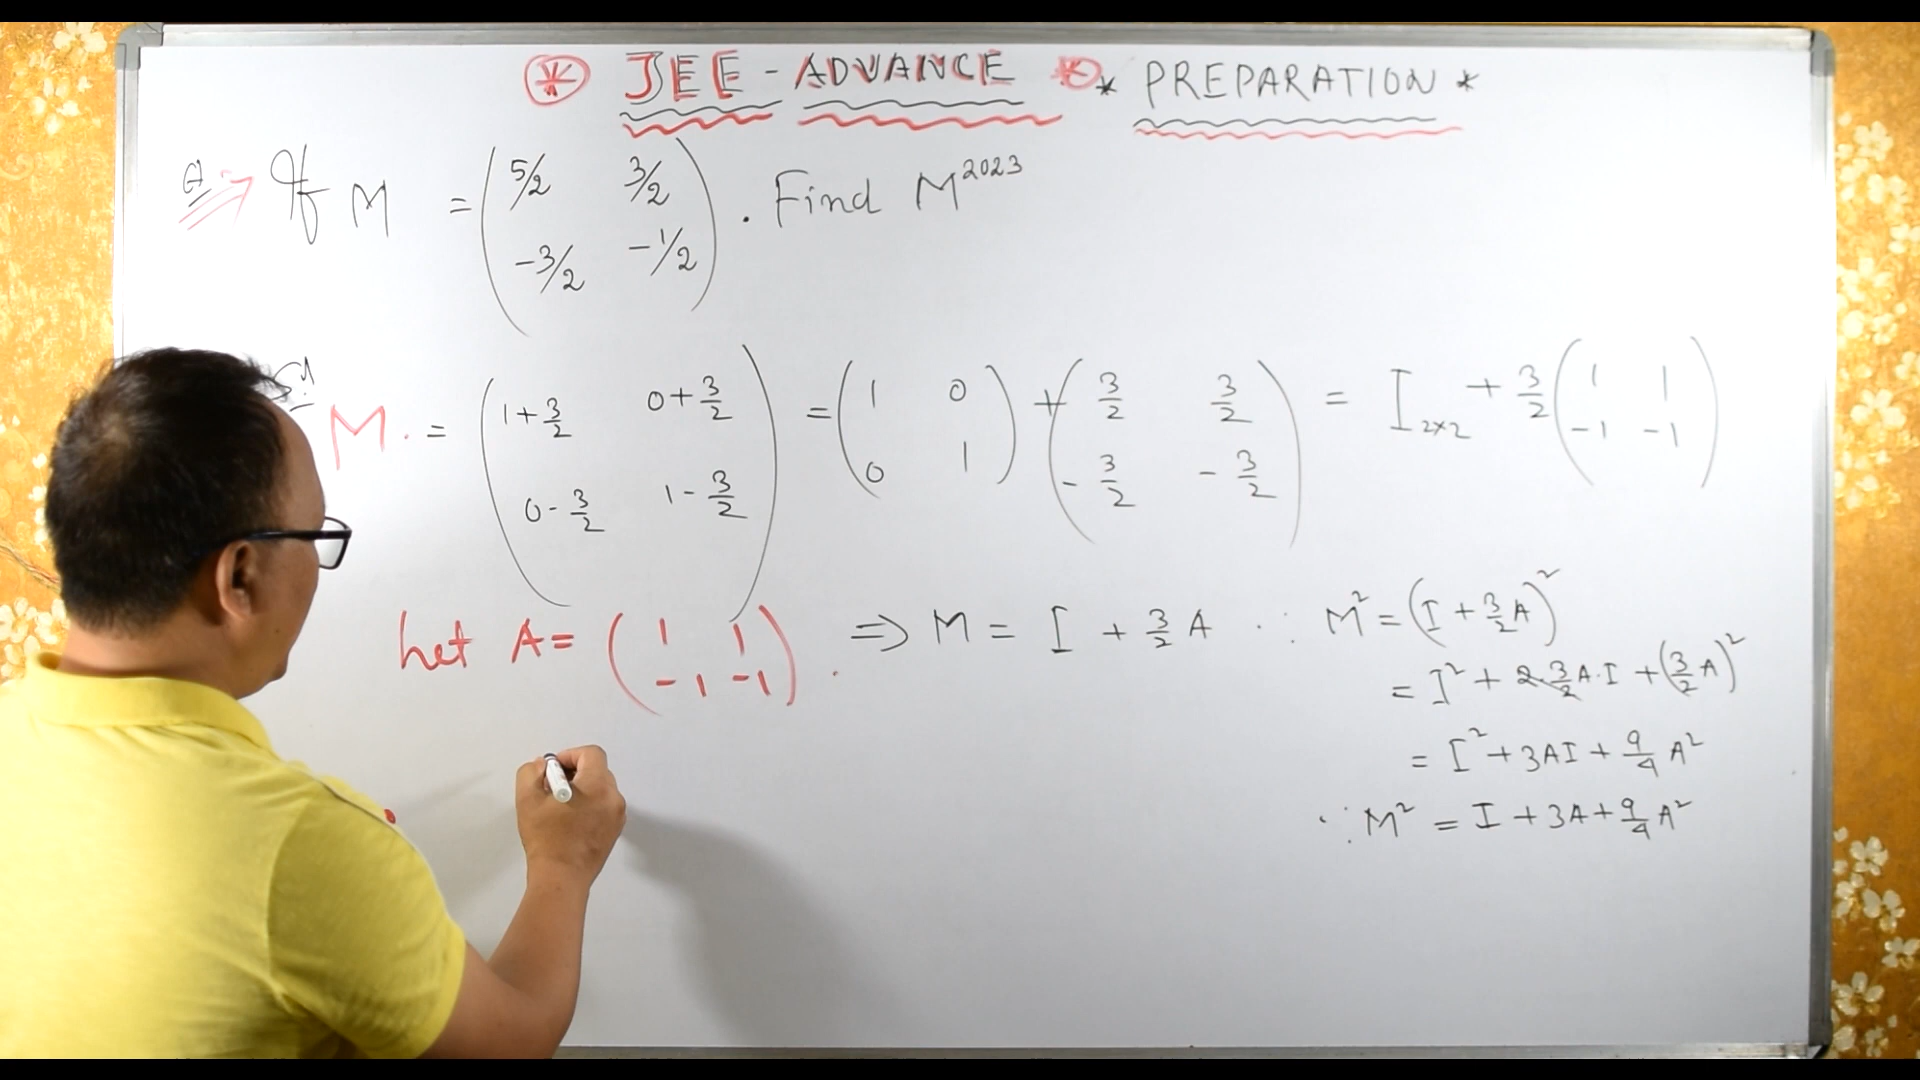 * JEE - ADVANCE * * PREPARATION *
Q. → If M = ( 5/2 3/2 ) . Find M^2023
( -3/2 -1/2 )
Sol
M. = ( 1+3/2 0+3/2 ) = ( 1 0 ) + ( 3/2 3/2 ) = I 2×2 + 3/2 ( 1 1 )
( 0-3/2 1-3/2 ) ( 0 1 ) ( -3/2 -3/2 ) ( -1 -1 )
Let A = ( 1 1 ) . ⇒ M = I + 3/2 A ∴ M² = (I + 3/2 A)²
( -1 -1 )
= I² + 2·3/2 A·I + (3/2 A)²
= I² + 3AI + 9/4 A²
∴ M² = I + 3A + 9/4 A²